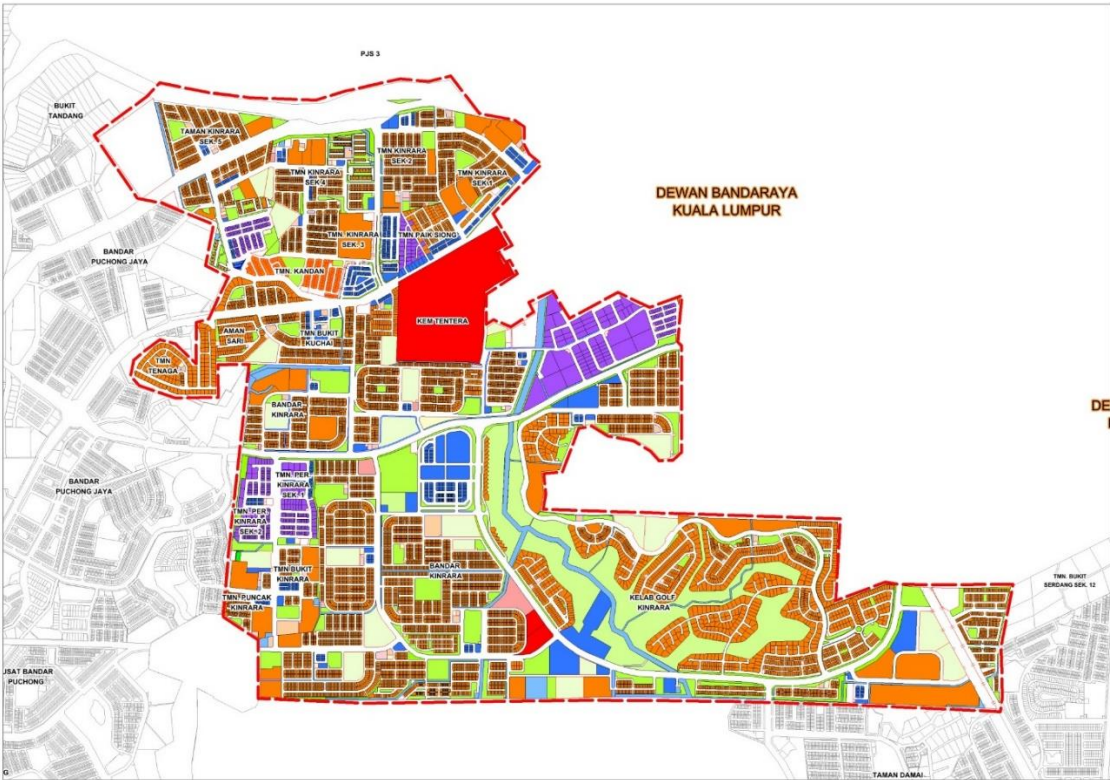 PJS 3
BUKIT
TANDANG
TAMAN KINRARA
SEK. 5
TMN KINRARA
SEK 2
TMN KINRARA
SEK 4
TMN KINRARA
SEK. 1
DEWAN BANDARAYA
KUALA LUMPUR
TMN. KINRARA
SEK. 3
TMN PAIK SIONG
BANDAR
PUCHONG JAYA
TMN. KANDAN
KEM TENTERA
AMAN
SARI
TMN BUKIT
KUCHAI
TMN
TENAGA
BANDAR
KINRARA
DE
TMN. PER
KINRARA
SEK. 1
BANDAR
PUCHONG JAYA
TMN. PER
KINRARA
SEK. 2
TMN BUKIT
KINRARA
BANDAR
KINRARA
TMN. BUKIT
SERDANG SEK. 12
TMN. PUNCAK
KINRARA
KELAB GOLF
KINRARA
USAT BANDAR
PUCHONG
G
TAMAN DAMAI